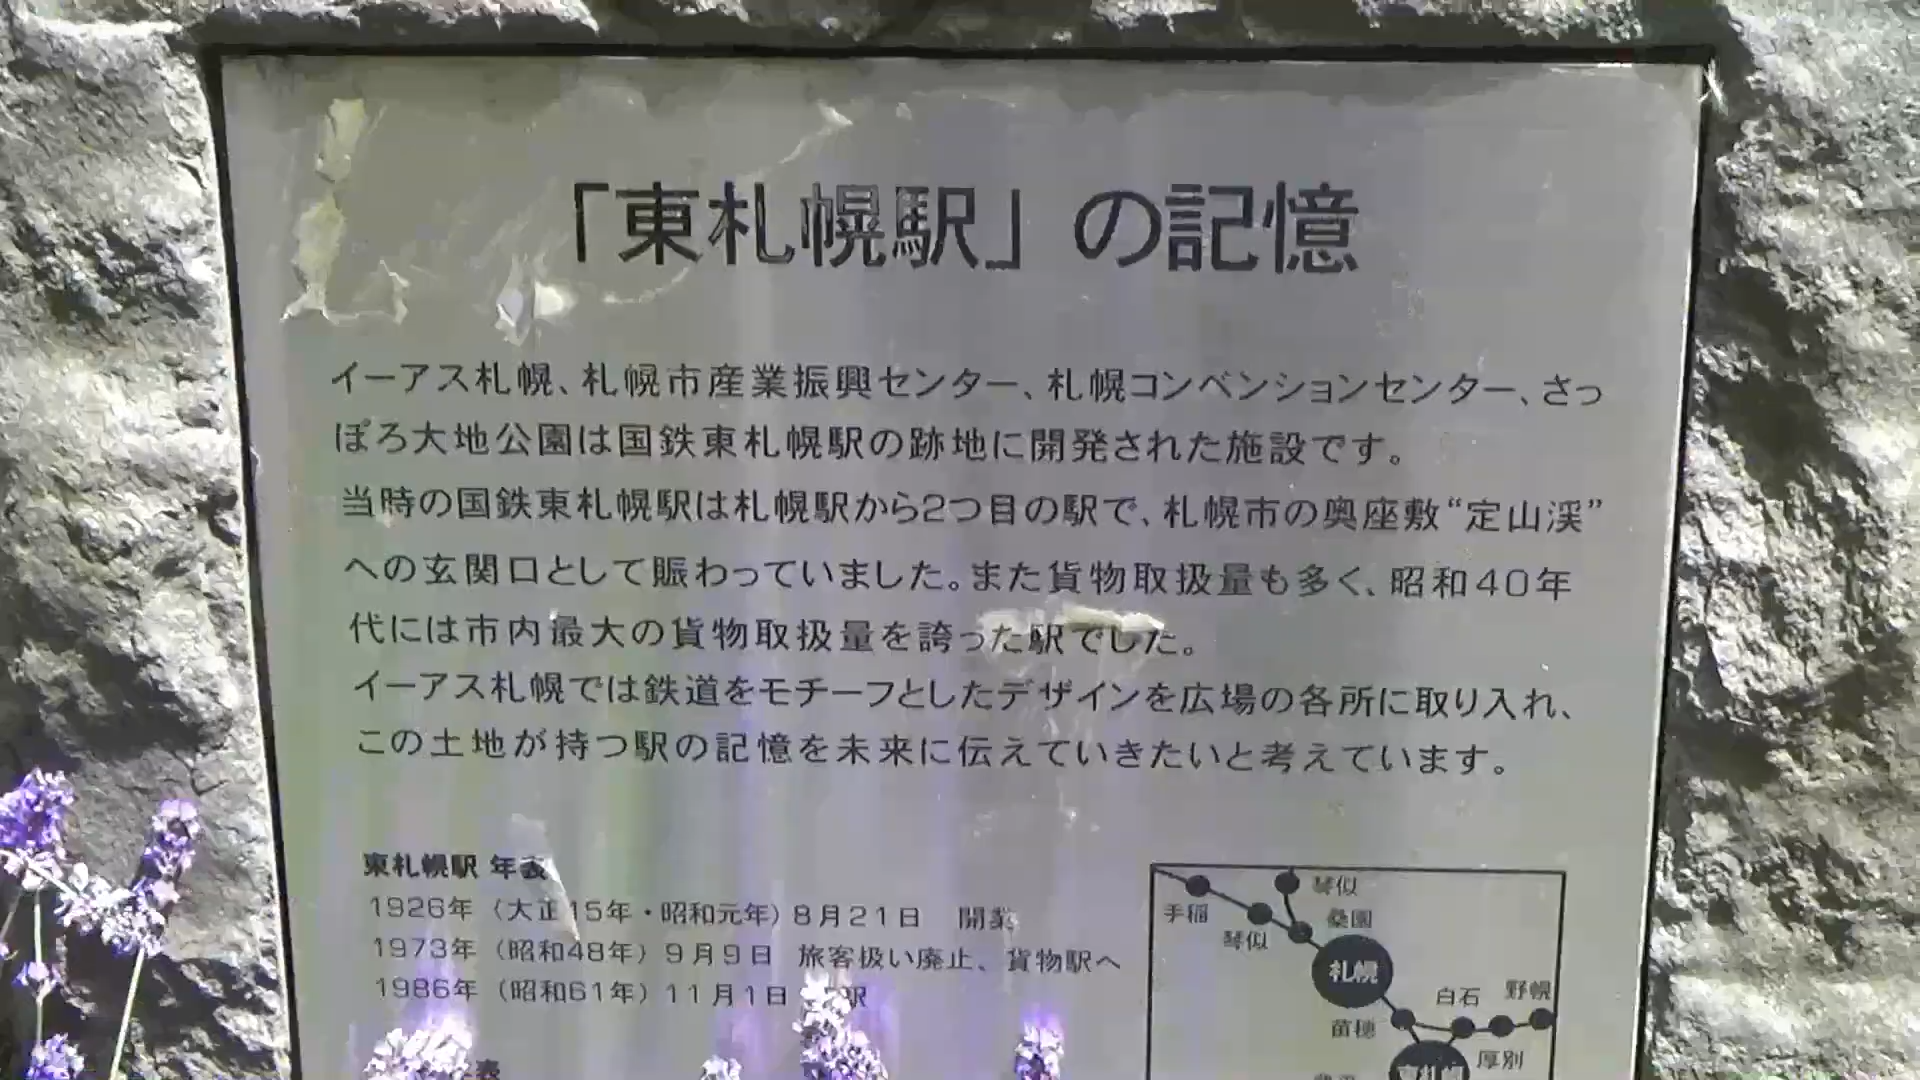 「東札幌駅」の記憶
イーアス札幌、札幌市産業振興センター、札幌コンベンションセンター、さっ
ぽろ大地公園は国鉄東札幌駅の跡地に開発された施設です。
当時の国鉄東札幌駅は札幌駅から2つ目の駅で、札幌市の奥座敷“定山渓”
への玄関口として賑わっていました。また貨物取扱量も多く、昭和40年
代には市内最大の貨物取扱量を誇った駅でした。
イーアス札幌では鉄道をモチーフとしたデザインを広場の各所に取り入れ、
この土地が持つ駅の記憶を未来に伝えていきたいと考えています。
東札幌駅 年表
1926年（大正15年・昭和元年）8月21日　開業
1973年（昭和48年）9月9日　旅客扱い廃止、貨物駅へ
1986年（昭和61年）11月1日　駅
琴似
手稲
桑園
琴似
札幌
野幌
白石
苗穂
厚別
東札幌
表